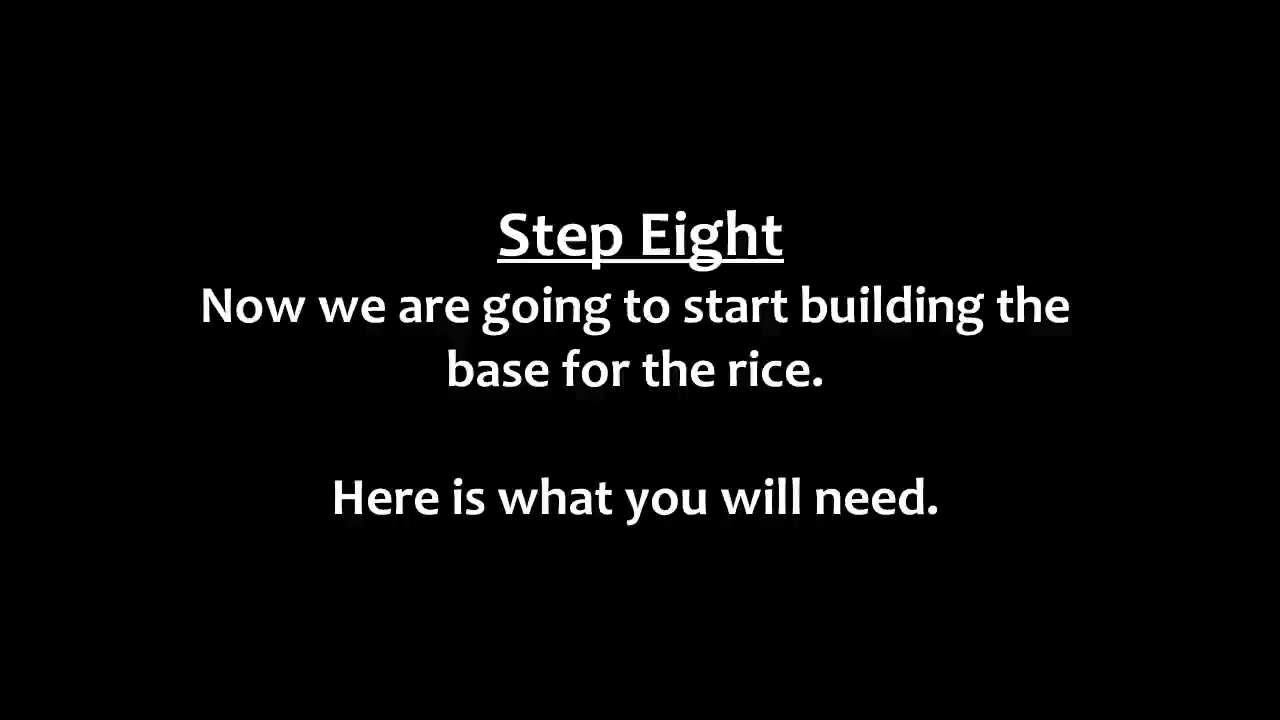 Step Eight
Now we are going to start building the
base for the rice.
Here is what you will need.